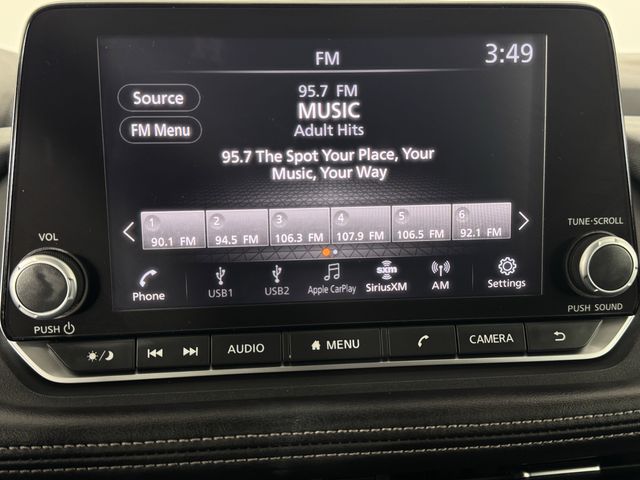 FM
3:49
Source
FM Menu
95.7 FM
MUSIC
Adult Hits
95.7 The Spot Your Place, Your
Music, Your Way
1 2 3 4 5 6
90.1 FM 94.5 FM 106.3 FM 107.9 FM 106.5 FM 92.1 FM
Phone USB1 USB2 Apple CarPlay sxm SiriusXM AM Settings
VOL
PUSH
TUNE·SCROLL
PUSH SOUND
AUDIO MENU CAMERA